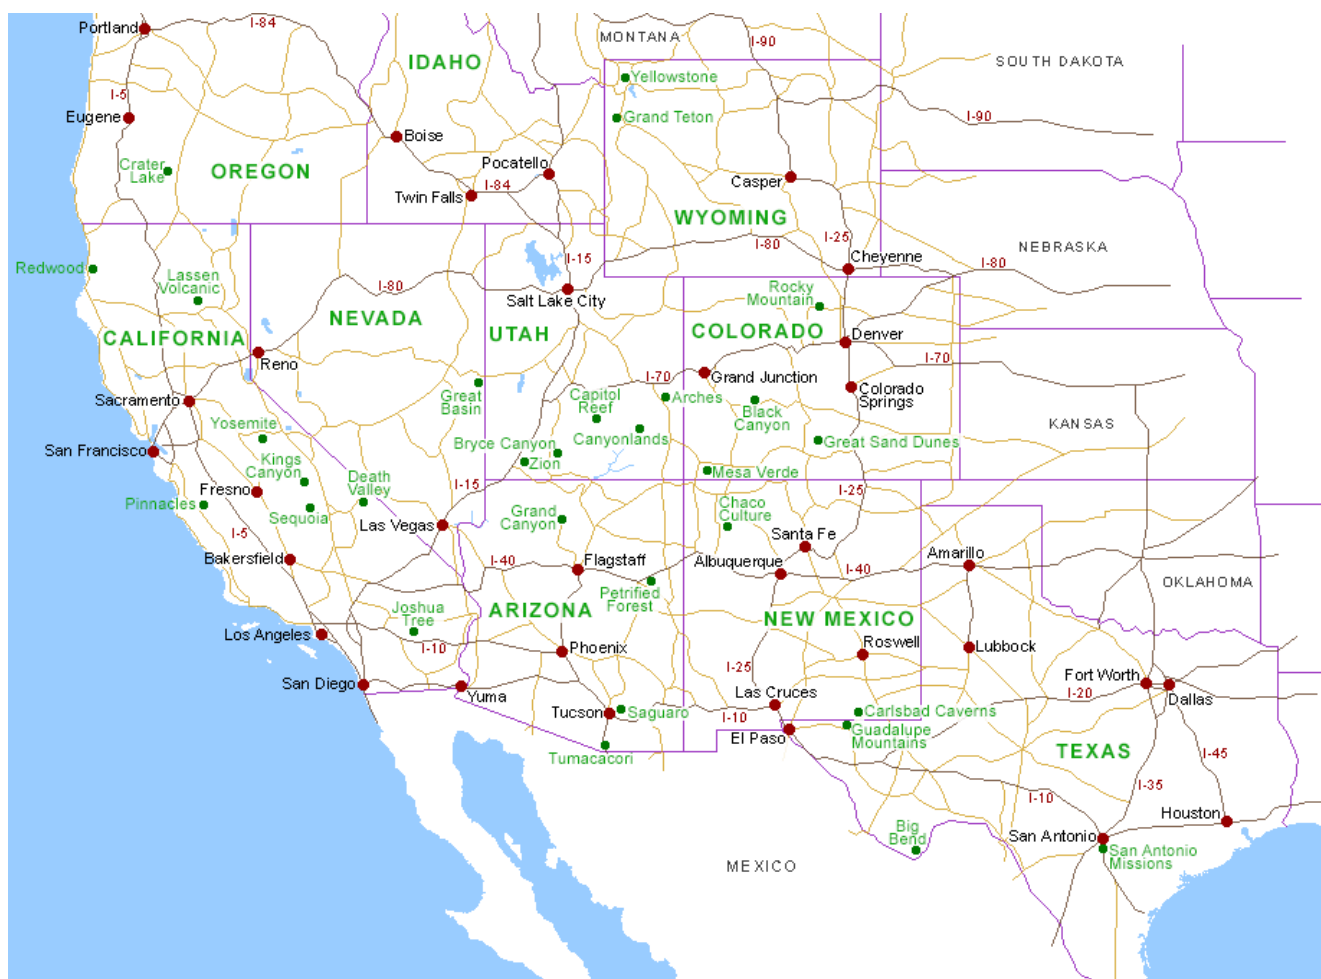 Portland
I-84
MONTANA
I-90
IDAHO
SOUTH DAKOTA
Yellowstone
I-5
Eugene
Grand Teton
I-90
Boise
Crater
Lake
OREGON
Pocatello
I-84
Twin Falls
Casper
WYOMING
I-25
I-80
NEBRASKA
Redwood
Lassen
Volcanic
I-15
Cheyenne
I-80
I-80
Salt Lake City
Rocky
Mountain
CALIFORNIA
NEVADA
UTAH
COLORADO
Denver
Reno
I-70
I-70
Grand Junction
Great
Basin
Capitol
Reef
Arches
Colorado
Springs
Sacramento
Black
Canyon
Yosemite
KANSAS
San Francisco
Bryce Canyon
Canyonlands
Great Sand Dunes
Kings
Canyon
Zion
Death
Valley
Mesa Verde
Fresno
I-15
I-25
Pinnacles
Sequoia
Grand
Canyon
Chaco
Culture
I-5
Las Vegas
Santa Fe
Bakersfield
I-40
Flagstaff
Albuquerque
I-40
Amarillo
Petrified
Forest
OKLAHOMA
Joshua
Tree
ARIZONA
NEW MEXICO
Los Angeles
I-10
Phoenix
Roswell
Lubbock
I-25
San Diego
Yuma
Las Cruces
Fort Worth
I-20
Dallas
Tucson
Saguaro
I-10
Carlsbad Caverns
El Paso
Guadalupe
Mountains
Tumacacori
TEXAS
I-45
I-35
I-10
Houston
Big
Bend
San Antonio
San Antonio
Missions
MEXICO